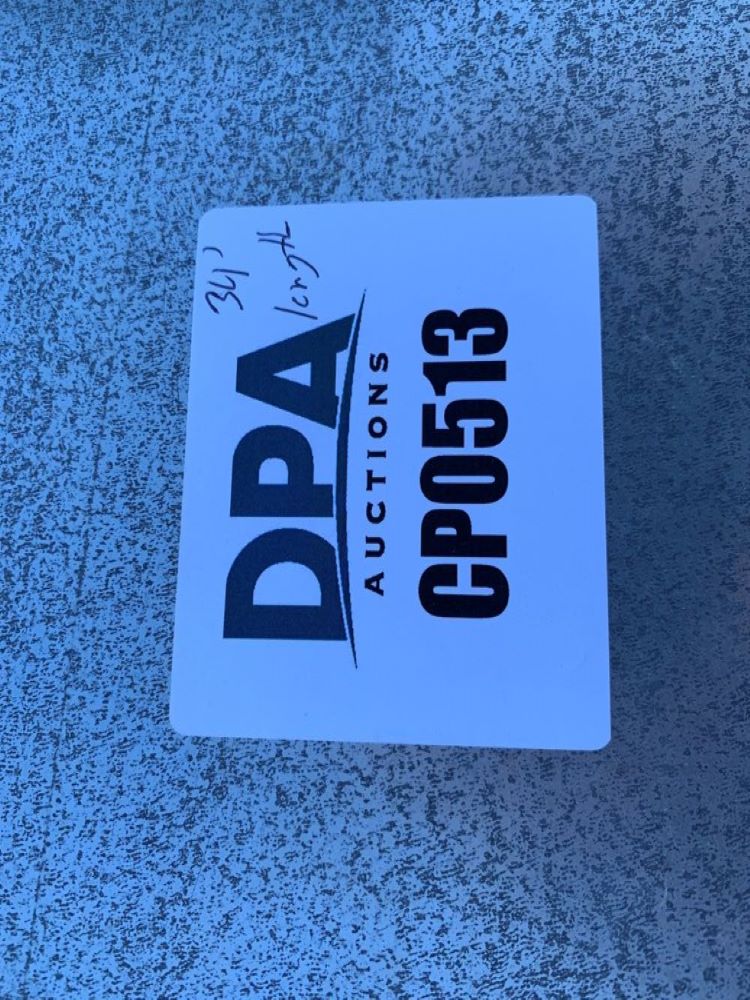 34'
length
DPA
AUCTIONS
CP0513